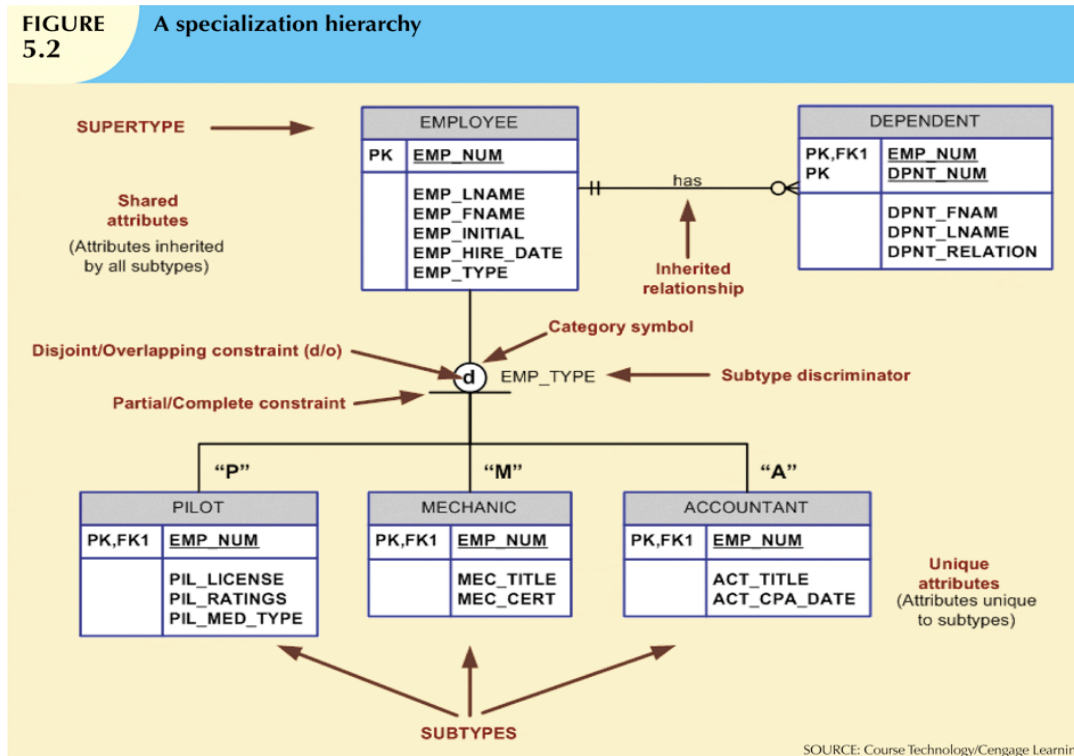 FIGURE
5.2
A specialization hierarchy
SUPERTYPE
EMPLOYEE
PK EMP_NUM
EMP_LNAME
EMP_FNAME
EMP_INITIAL
EMP_HIRE_DATE
EMP_TYPE
has
DEPENDENT
PK,FK1 EMP_NUM
PK DPNT_NUM
DPNT_FNAM
DPNT_LNAME
DPNT_RELATION
Shared
attributes
(Attributes inherited
by all subtypes)
Inherited
relationship
Category symbol
Disjoint/Overlapping constraint (d/o)
d
EMP_TYPE
Subtype discriminator
Partial/Complete constraint
“P”
“M”
“A”
PILOT
PK,FK1 EMP_NUM
PIL_LICENSE
PIL_RATINGS
PIL_MED_TYPE
MECHANIC
PK,FK1 EMP_NUM
MEC_TITLE
MEC_CERT
ACCOUNTANT
PK,FK1 EMP_NUM
ACT_TITLE
ACT_CPA_DATE
Unique
attributes
(Attributes unique
to subtypes)
SUBTYPES
SOURCE: Course Technology/Cengage Learnin